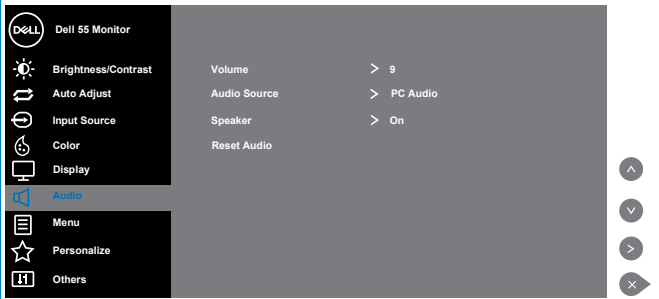 DELL Dell 55 Monitor
Brightness/Contrast Volume > 9
Auto Adjust Audio Source > PC Audio
Input Source Speaker > On
Color Reset Audio
Display
Audio
Menu
Personalize
Others